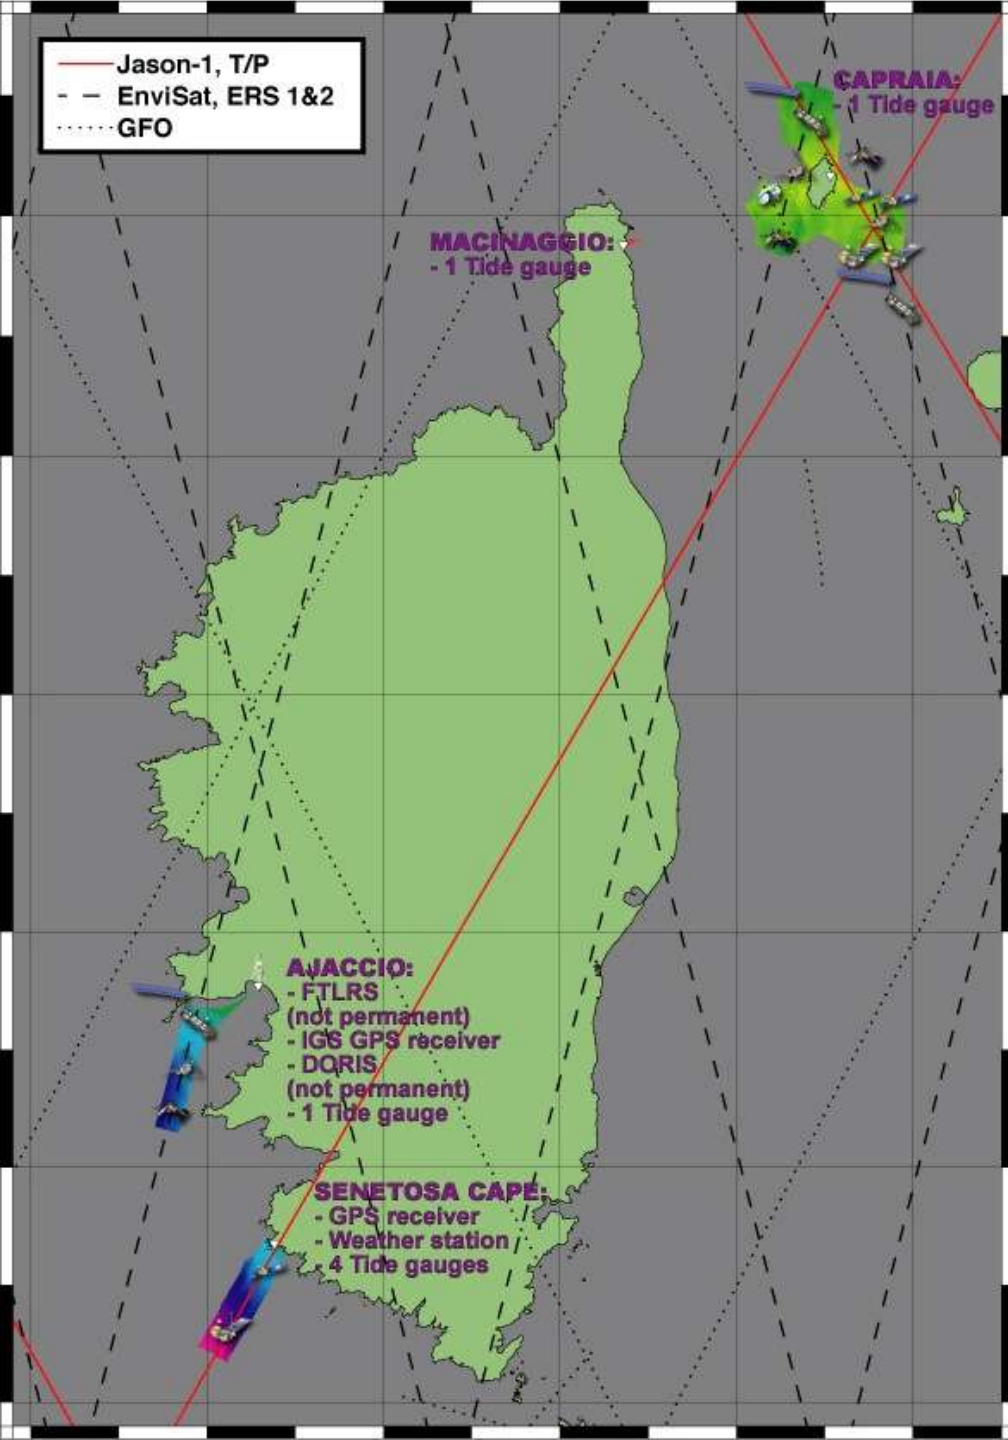 Jason-1, T/P
EnviSat, ERS 1&2
GFO
CAPRAIA:
- 1 Tide gauge
MACINAGGIO:
- 1 Tide gauge
AJACCIO:
- FTLRS
(not permanent)
- IGS GPS receiver
- DORIS
(not permanent)
- 1 Tide gauge
SENETOSA CAPE:
- GPS receiver
- Weather station
- 4 Tide gauges